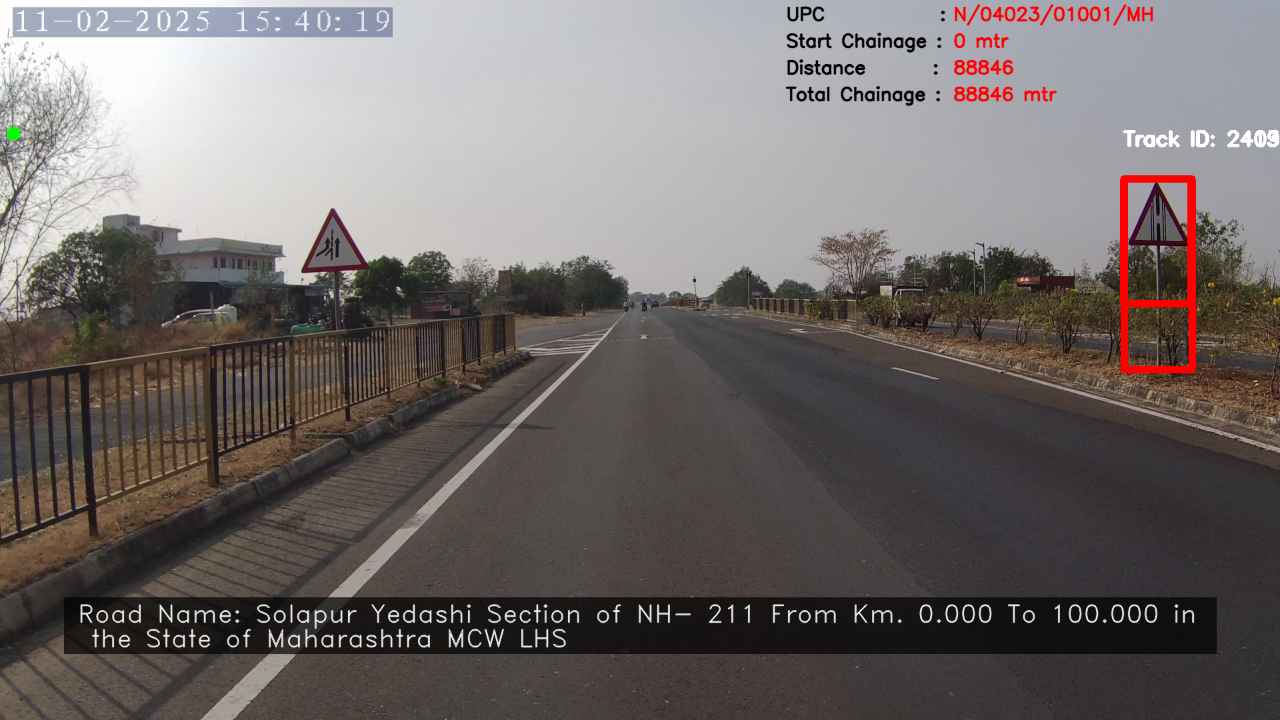 11-02-2025 15:40:19
UPC : N/04023/01001/MH
Start Chainage : 0 mtr
Distance : 88846
Total Chainage : 88846 mtr
Track ID:
Road Name: Solapur Yedashi Section of NH- 211 From Km. 0.000 To 100.000 in
the State of Maharashtra MCW LHS